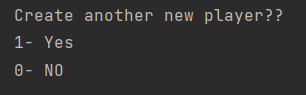 Create another new player??
1- Yes
0- NO